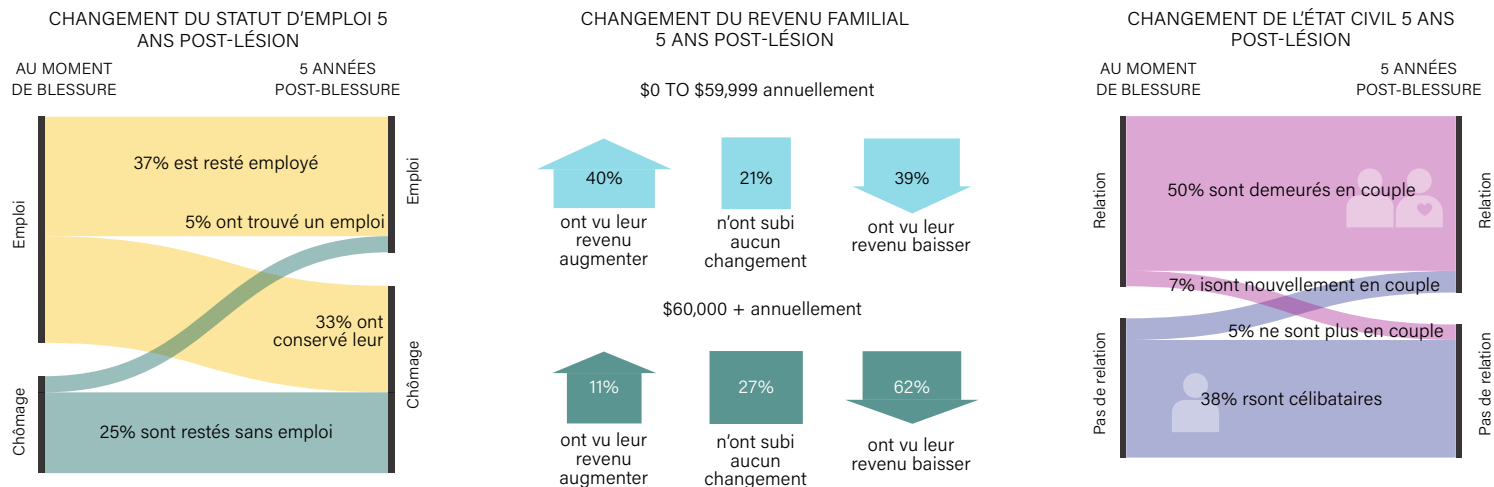 CHANGEMENT DU STATUT D'EMPLOI 5
ANS POST-LÉSION
AU MOMENT
DE BLESSURE
5 ANNÉES
POST-BLESSURE
Emploi
Chômage
37% est resté employé
5% ont trouvé un emploi
33% ont
conservé leur
25% sont restés sans emploi
Emploi
Chômage
CHANGEMENT DU REVENU FAMILIAL
5 ANS POST-LÉSION
$0 TO $59,999 annuellement
40%
21%
39%
ont vu leur
revenu
augmenter
n'ont subi
aucun
changement
ont vu leur
revenu baisser
$60,000 + annuellement
11%
27%
62%
ont vu leur
revenu
augmenter
n'ont subi
aucun
changement
ont vu leur
revenu baisser
CHANGEMENT DE L'ÉTAT CIVIL 5 ANS
POST-LÉSION
AU MOMENT
DE BLESSURE
5 ANNÉES
POST-BLESSURE
Relation
Pas de relation
50% sont demeurés en couple
7% isont nouvellement en couple
5% ne sont plus en couple
38% rsont célibataires
Relation
Pas de relation